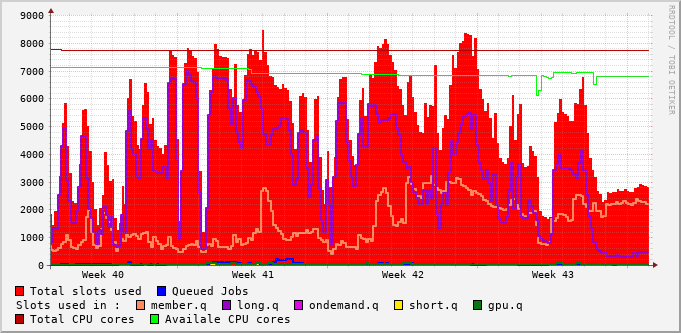 9000
8000
7000
6000
5000
4000
3000
2000
1000
0
Week 40 Week 41 Week 42 Week 43
RRDTOOL / TOBI OETIKER
Total slots used Queued Jobs
Slots used in : member.q long.q ondemand.q short.q gpu.q
Total CPU cores Availale CPU cores